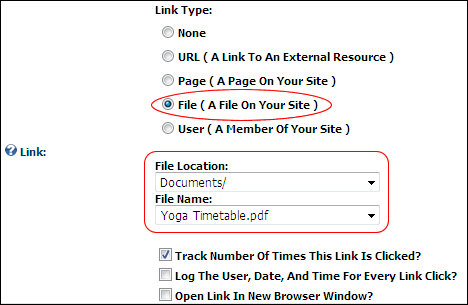 Link Type:
None
URL ( A Link To An External Resource )
Page ( A Page On Your Site )
File ( A File On Your Site )
User ( A Member Of Your Site )
Link:
File Location:
Documents/
File Name:
Yoga Timetable.pdf
Track Number Of Times This Link Is Clicked?
Log The User, Date, And Time For Every Link Click?
Open Link In New Browser Window?